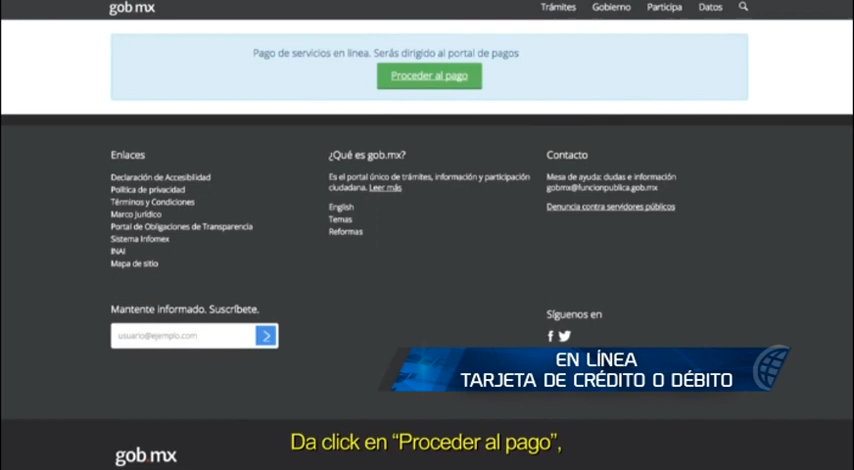 gob mx
Trámites Gobierno Participa Datos
Pago de servicios en línea. Serás dirigido al portal de pagos
Proceder al pago
Enlaces
Declaración de Accesibilidad
Política de privacidad
Términos y Condiciones
Marco Jurídico
Portal de Obligaciones de Transparencia
Sistema Infomex
INAI
Mapa de sitio
¿Qué es gob.mx?
Es el portal único de trámites, información y participación
ciudadana. Leer más
English
Temas
Reformas
Contacto
Mesa de ayuda: dudas e información
gobmx@funcionpublica.gob.mx
Denuncia contra servidores públicos
Mantente informado. Suscríbete.
usuario@ejemplo.com
Síguenos en
EN LÍNEA
TARJETA DE CRÉDITO O DÉBITO
Da click en “Proceder al pago”,
gob mx